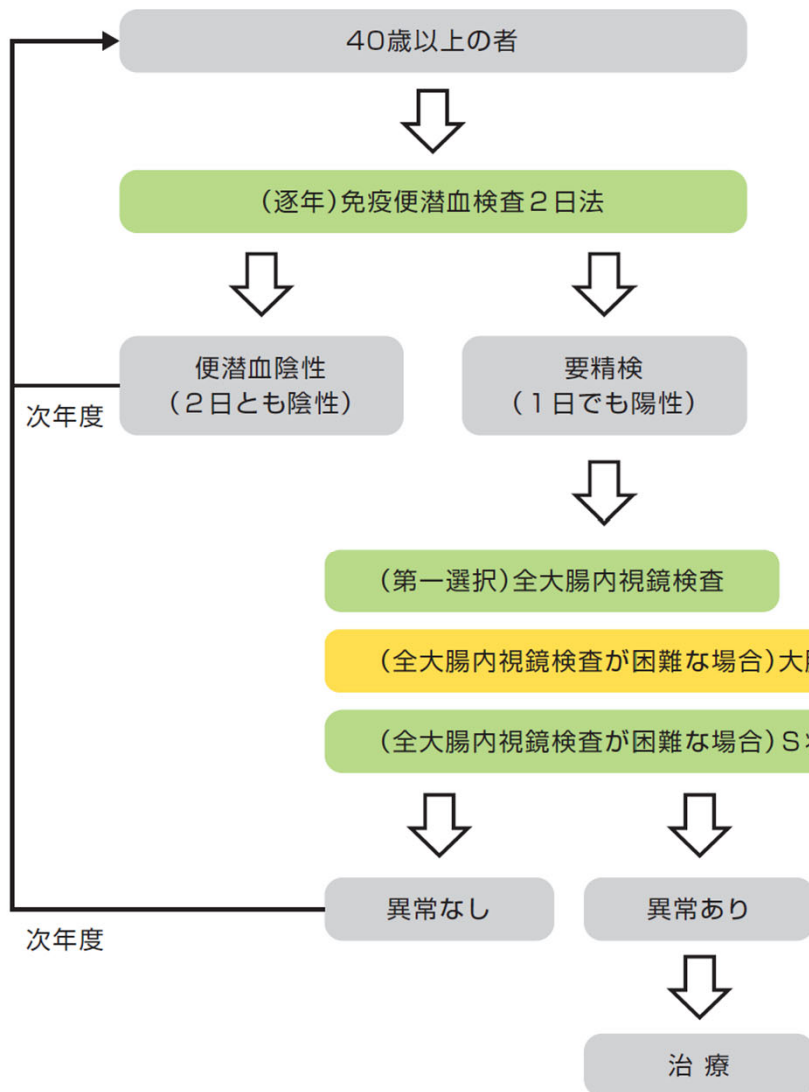 40歳以上の者
(逐年)免疫便潜血検査2日法
便潜血陰性
(2日とも陰性)
要精検
(1日でも陽性)
次年度
(第一選択)全大腸内視鏡検査
(全大腸内視鏡検査が困難な場合)大
(全大腸内視鏡検査が困難な場合)S
異常なし
異常あり
次年度
治 療